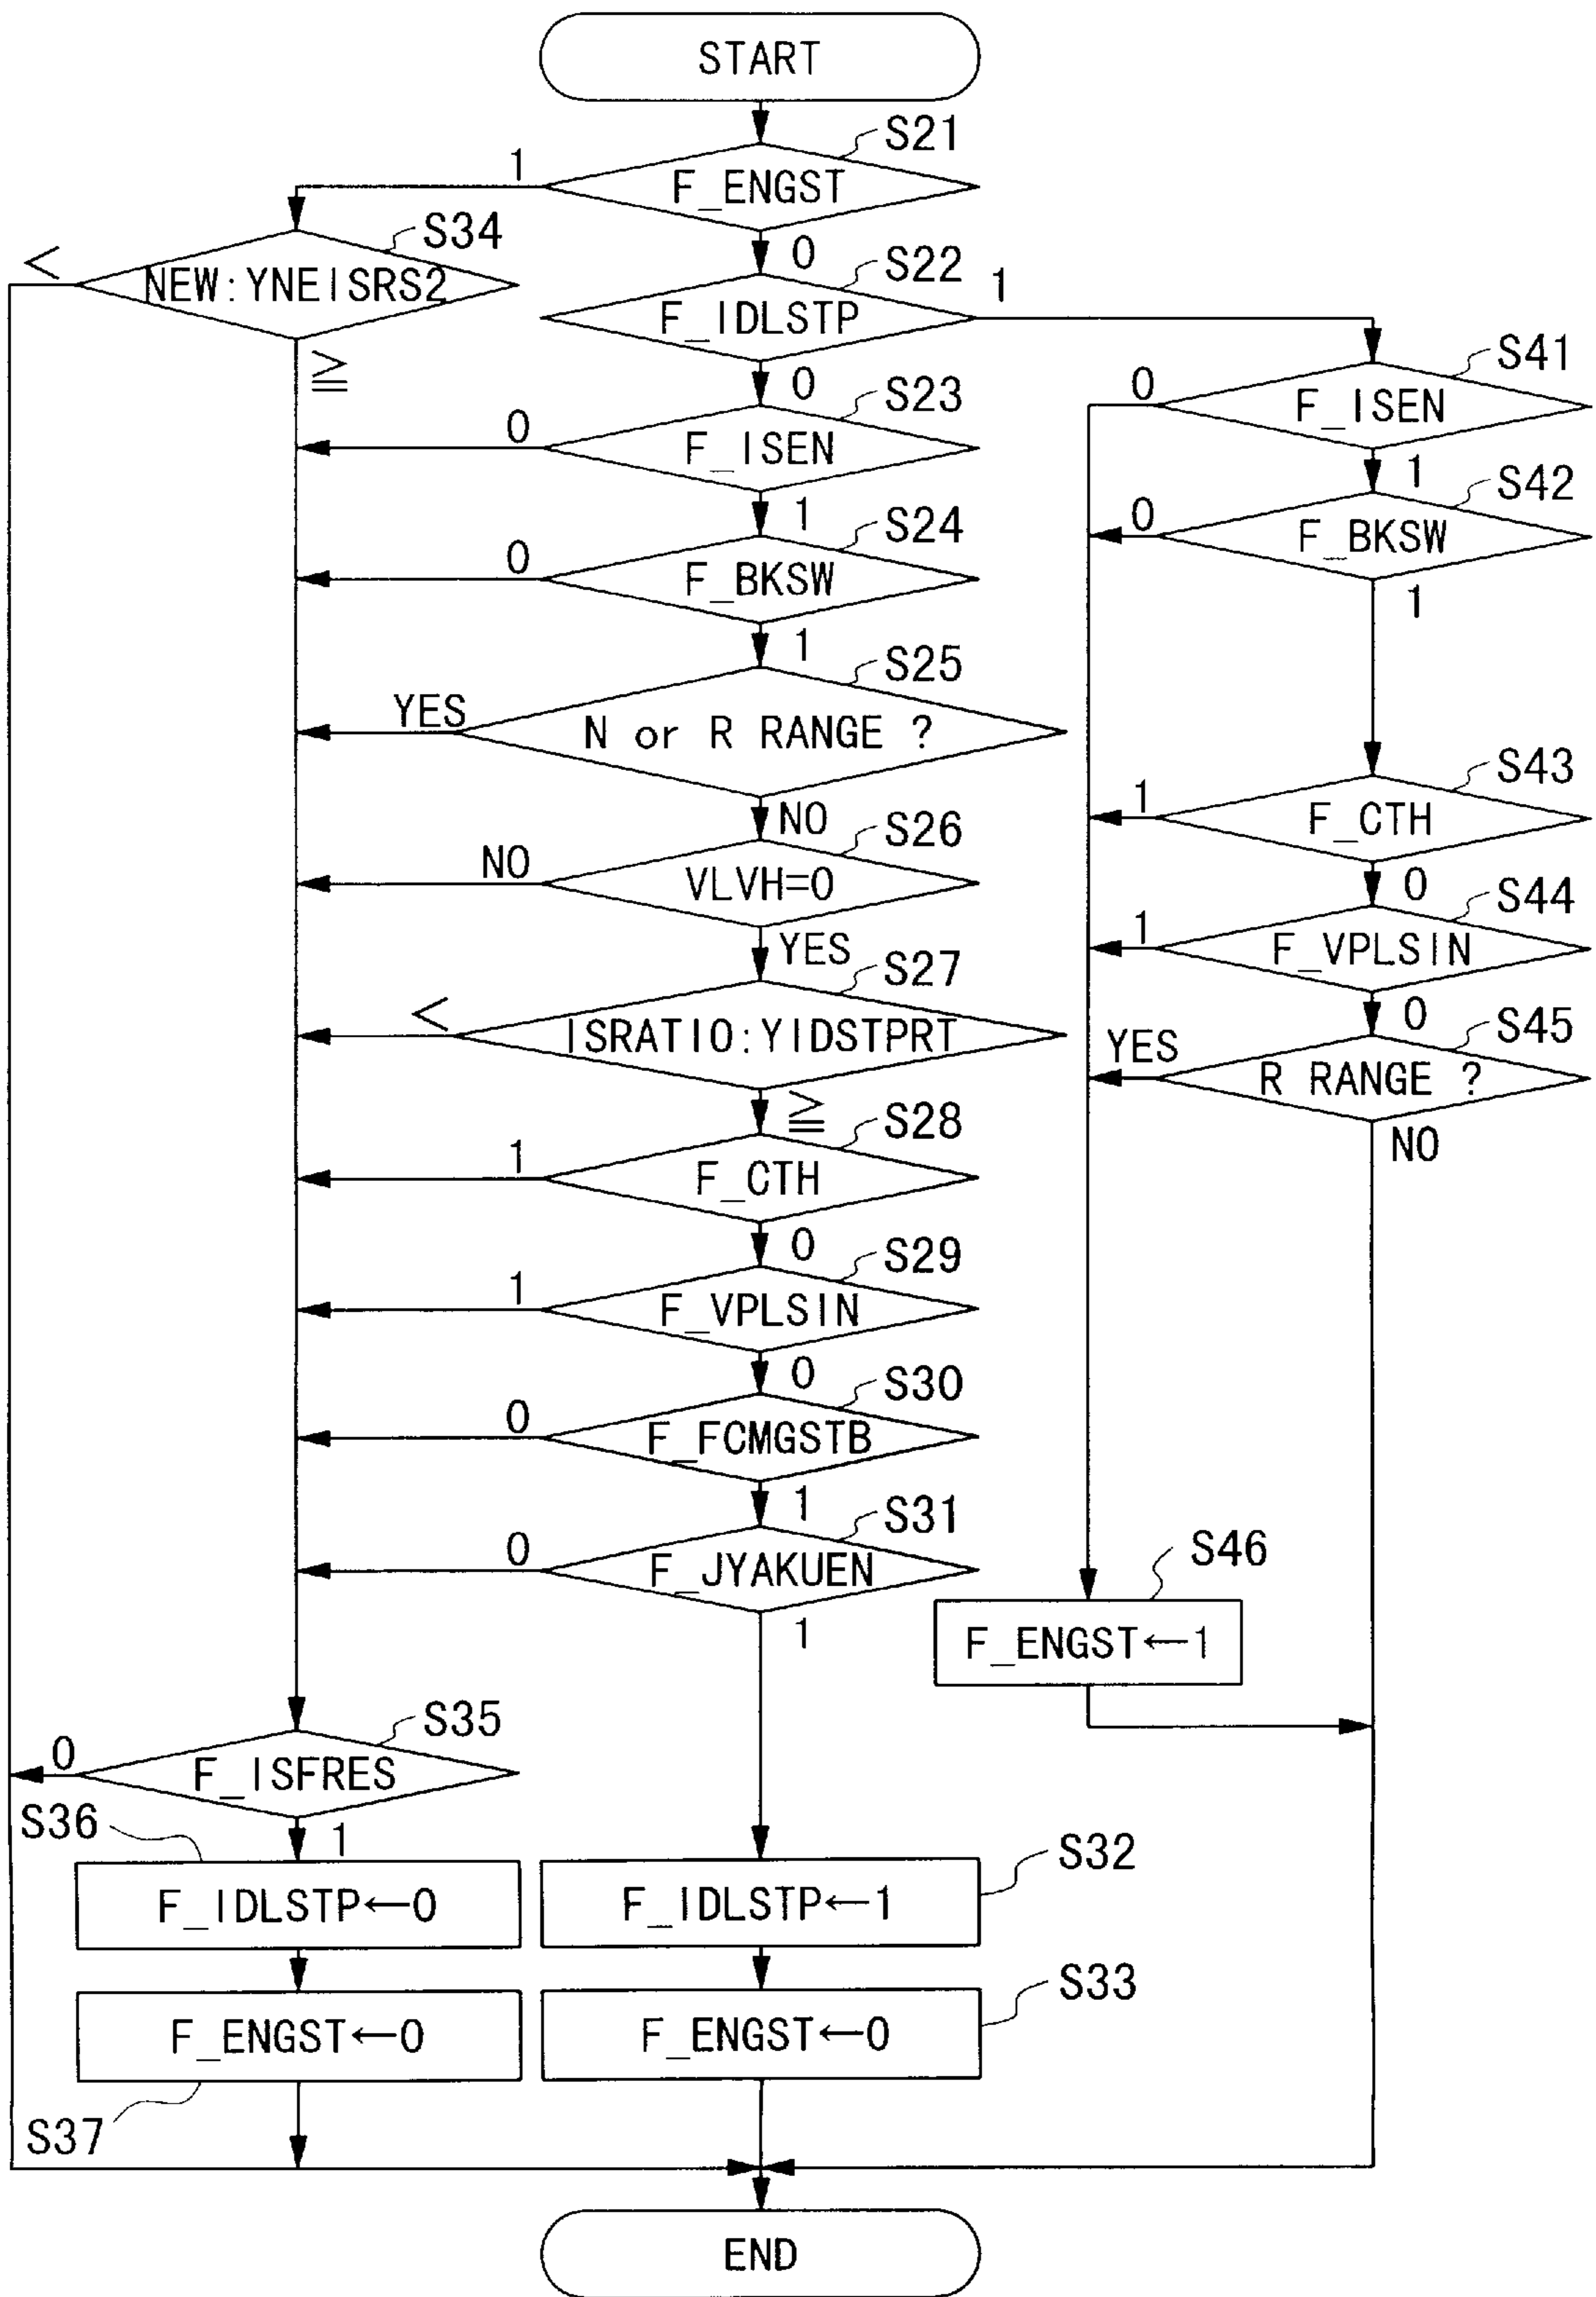 START
S21
1
F_ENGST
S34
0
S22
<
NEW:YNEISRS2
F_IDLSTP
1
≧
0
S23
S41
0
F_ISEN
0
F_ISEN
1
S24
1
S42
0
F_BKSW
0
F_BKSW
1
S25
1
YES
N or R RANGE ?
S43
NO
S26
1
F_CTH
NO
VLVH=0
0
S44
YES
S27
1
F_VPLSIN
<
ISRATIO:YIDSTPRT
0
S45
YES
R RANGE ?
≧
S28
NO
1
F_CTH
0
S29
1
F_VPLSIN
0
S30
0
F_FCMGSTB
1
S31
0
F_JYAKUEN
S46
1
F_ENGST←1
S35
0
F_ISFRES
S36
1
S32
F_IDLSTP←0
F_IDLSTP←1
S33
F_ENGST←0
F_ENGST←0
S37
END